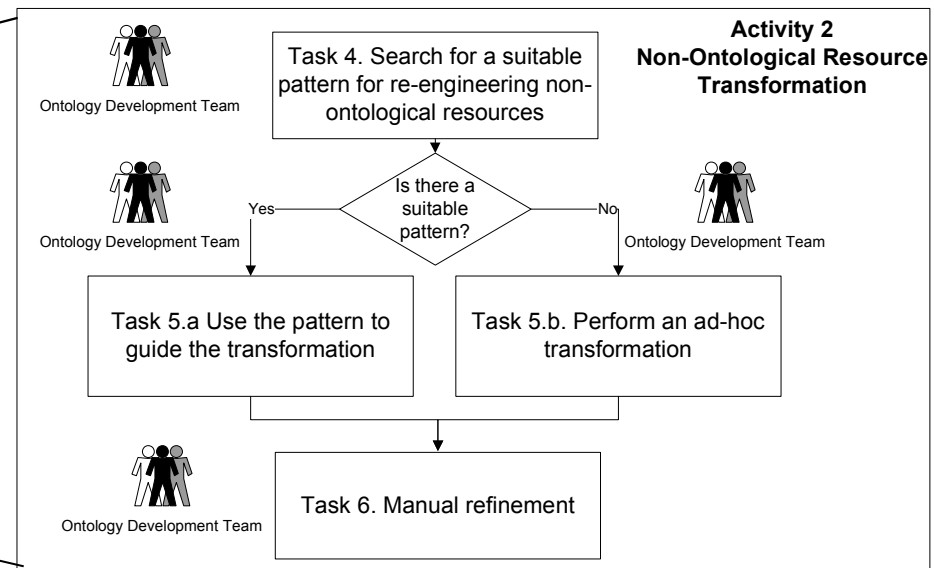 Activity 2
Non-Ontological Resource
Transformation
Ontology Development Team
Task 4. Search for a suitable
pattern for re-engineering non-
ontological resources
Ontology Development Team
Yes
Is there a
suitable
pattern?
No
Ontology Development Team
Task 5.a Use the pattern to
guide the transformation
Task 5.b. Perform an ad-hoc
transformation
Ontology Development Team
Task 6. Manual refinement